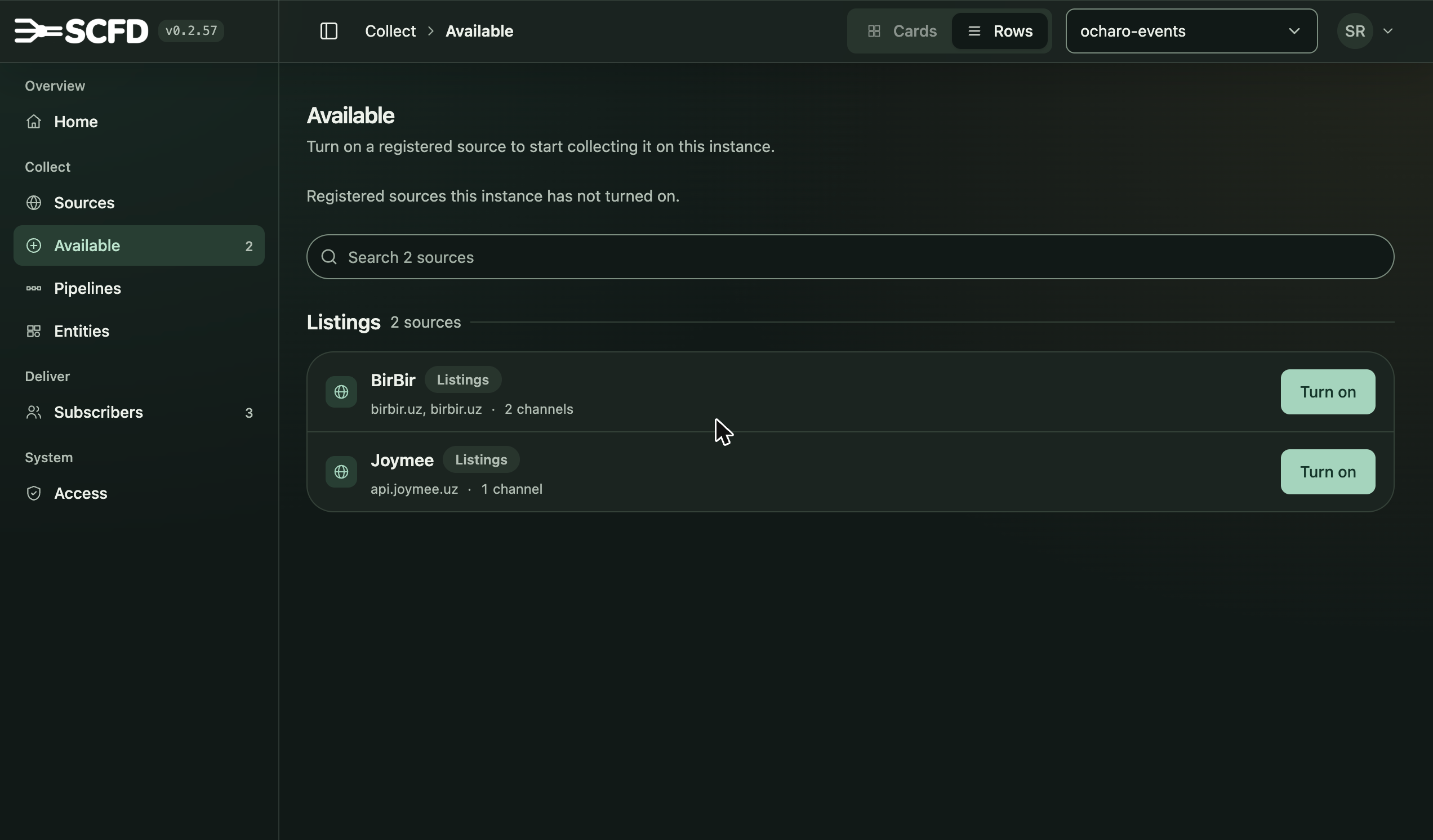 SCFD v0.2.57
Collect > Available
Cards
Rows
ocharo-events
SR
Overview
Home
Collect
Sources
Available 2
Pipelines
Entities
Deliver
Subscribers 3
System
Access
Available
Turn on a registered source to start collecting it on this instance.
Registered sources this instance has not turned on.
Search 2 sources
Listings 2 sources
BirBir Listings
birbir.uz, birbir.uz · 2 channels
Turn on
Joymee Listings
api.joymee.uz · 1 channel
Turn on